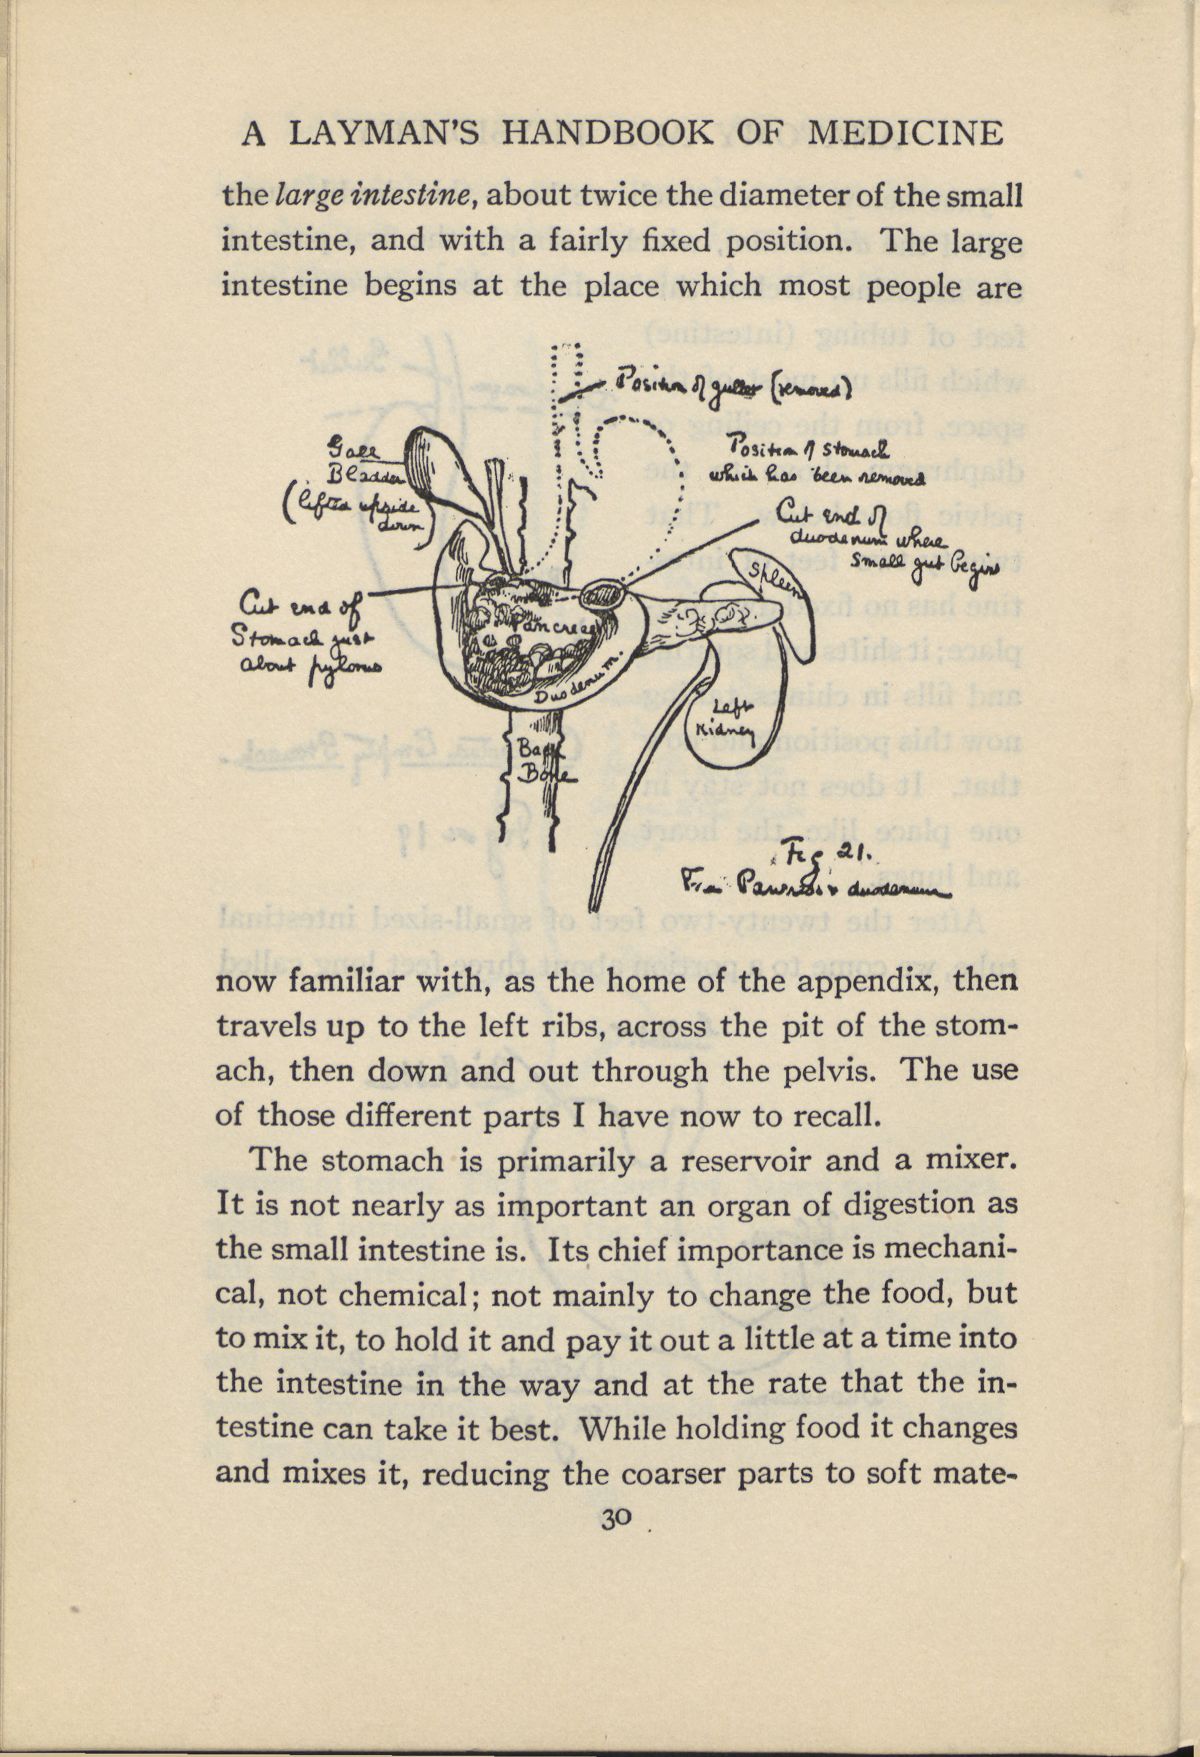 A LAYMAN'S HANDBOOK OF MEDICINE
the large intestine, about twice the diameter of the small
intestine, and with a fairly fixed position. The large
intestine begins at the place which most people are
Position of gullet (removed)
Gall
Bladder
(lifted upside
down)
Position of stomach
which has been removed
Cut end of
duodenum where
small gut begins
Spleen
Cut end of
Stomach just
about pylorus
Pancreas
Duodenum.
Left
Kidney
Back
Bone
Fig 21.
Pancreas & duodenum
now familiar with, as the home of the appendix, then
travels up to the left ribs, across the pit of the stom-
ach, then down and out through the pelvis. The use
of those different parts I have now to recall.
The stomach is primarily a reservoir and a mixer.
It is not nearly as important an organ of digestion as
the small intestine is. Its chief importance is mechani-
cal, not chemical; not mainly to change the food, but
to mix it, to hold it and pay it out a little at a time into
the intestine in the way and at the rate that the in-
testine can take it best. While holding food it changes
and mixes it, reducing the coarser parts to soft mate-
30